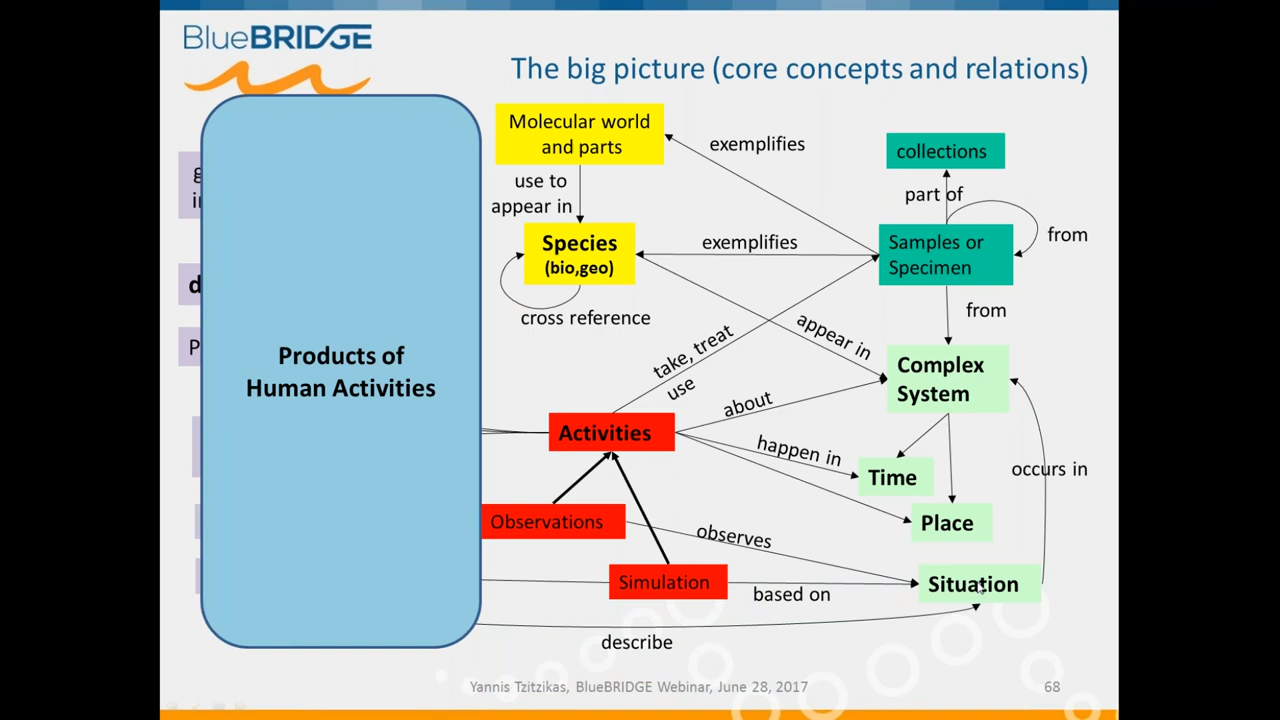 BlueBRIDGE
The big picture (core concepts and relations)
Molecular world
and parts
exemplifies
collections
use to
appear in
part of
Species
(bio,geo)
exemplifies
Samples or
Specimen
from
cross reference
from
take, treat
use
appear in
Products of
Human Activities
Complex
System
about
Activities
happen in
Time
occurs in
Observations
observes
Place
Simulation
based on
Situation
describe
Yannis Tzitzikas, BlueBRIDGE Webinar, June 28, 2017
68